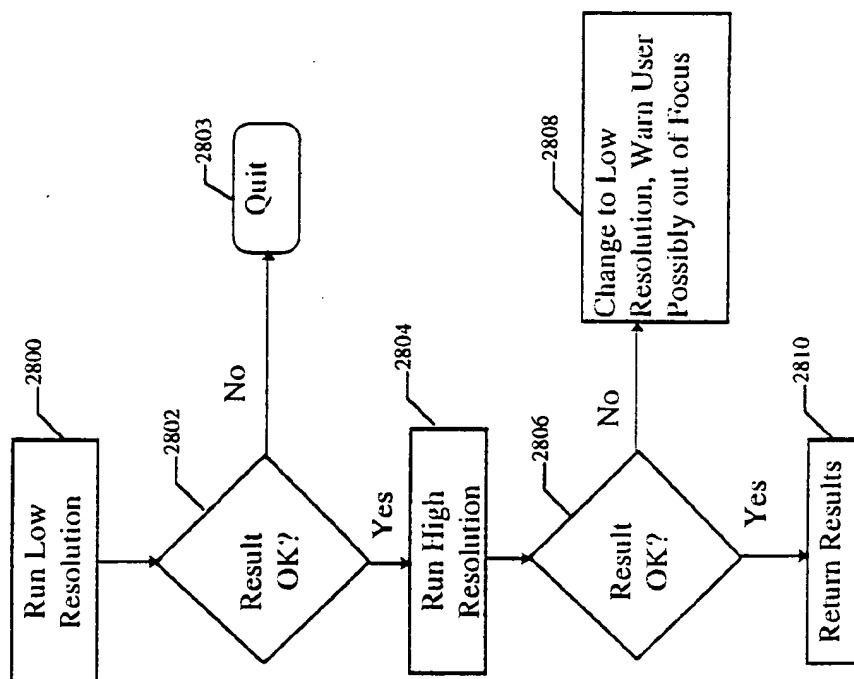 Run Low
Resolution
2800
Result
OK?
2802
No
Quit
2803
Yes
Run High
Resolution
2804
Result
OK?
2806
No
Change to Low
Resolution, Warn User
Possibly out of Focus
2808
Yes
Return Results
2810